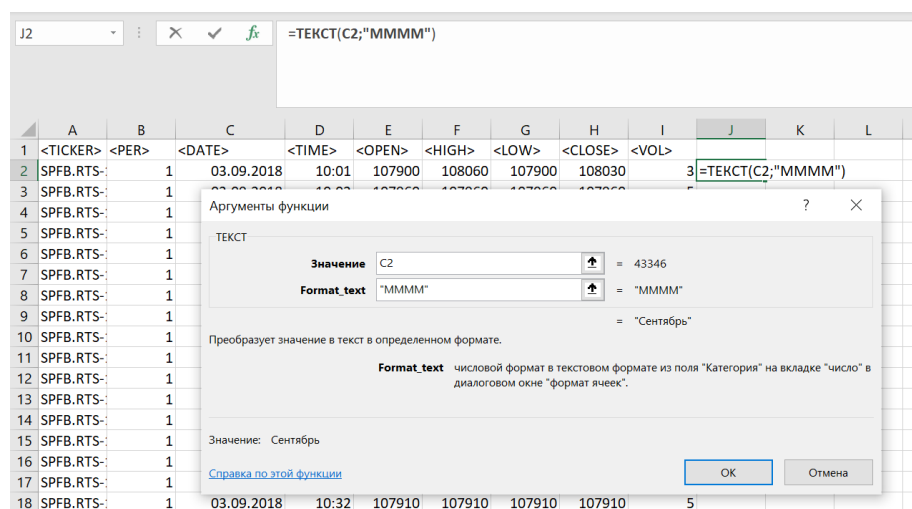 J2 fx =ТЕКСТ(C2;"ММММ")
A B C D E F G H I J K L
1 <TICKER> <PER> <DATE> <TIME> <OPEN> <HIGH> <LOW> <CLOSE> <VOL>
2 SPFB.RTS- 1 03.09.2018 10:01 107900 108060 107900 108030 3 =ТЕКСТ(C2;"ММММ")
3 SPFB.RTS- 1
4 SPFB.RTS- 1
5 SPFB.RTS- 1
6 SPFB.RTS- 1
7 SPFB.RTS- 1
8 SPFB.RTS- 1
9 SPFB.RTS- 1
10 SPFB.RTS- 1
11 SPFB.RTS- 1
12 SPFB.RTS- 1
13 SPFB.RTS- 1
14 SPFB.RTS- 1
15 SPFB.RTS- 1
16 SPFB.RTS- 1
17 SPFB.RTS- 1
18 SPFB.RTS- 1 03.09.2018 10:32 107910 107910 107910 107910 5
Аргументы функции ?
ТЕКСТ
Значение C2 = 43346
Format_text "ММММ" = "ММММ"
= "Сентябрь"
Преобразует значение в текст в определенном формате.
Format_text числовой формат в текстовом формате из поля "Категория" на вкладке "число" в
диалоговом окне "формат ячеек".
Значение: Сентябрь
Справка по этой функции
ОК Отмена